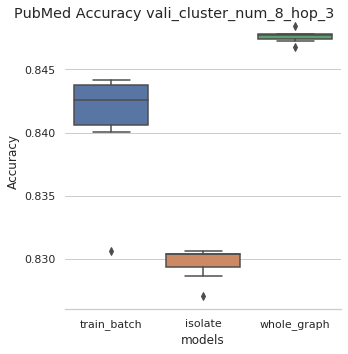 PubMed Accuracy vali_cluster_num_8_hop_3
0.845
0.840
0.835
0.830
Accuracy
train_batch
isolate
whole_graph
models